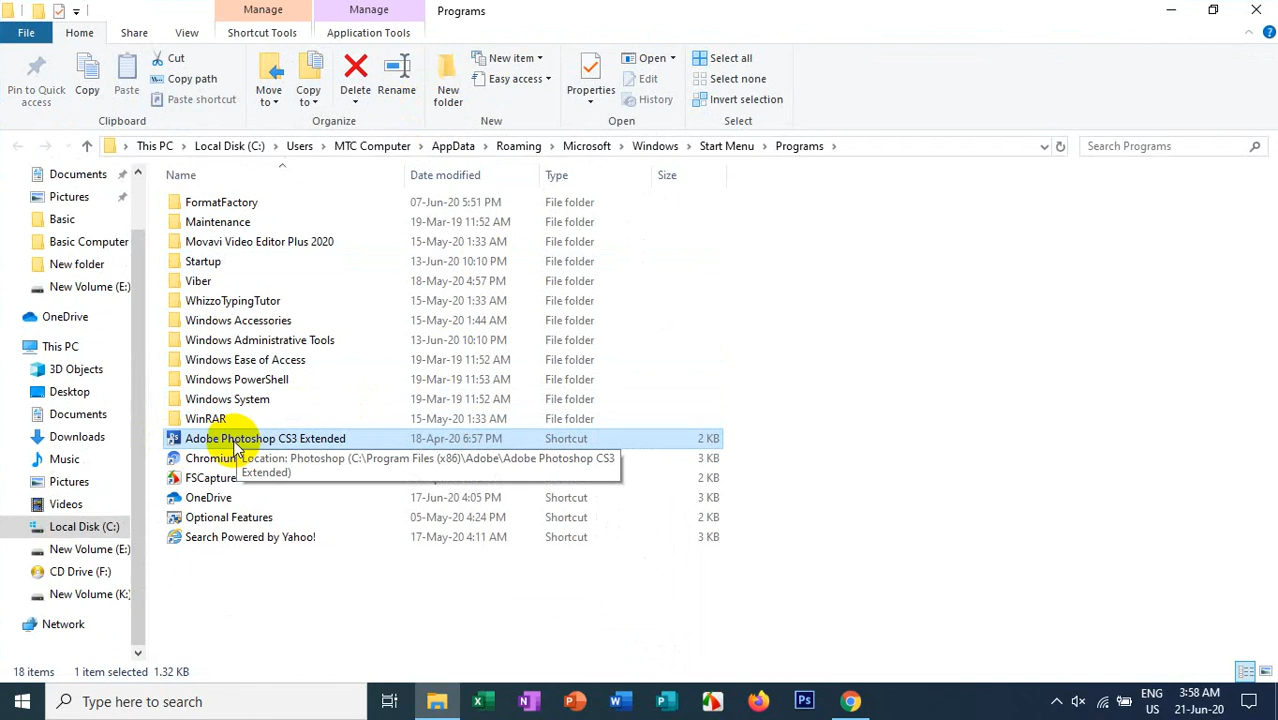 Manage
Manage
Programs
File
Home
Share
View
Shortcut Tools
Application Tools
Pin to Quick access
Copy
Paste
Cut
Copy path
Paste shortcut
Move to
Copy to
Delete
Rename
New folder
New item
Easy access
Properties
Open
Edit
History
Select all
Select none
Invert selection
Clipboard
Organize
New
Open
Select
This PC
Local Disk (C:)
Users
MTC Computer
AppData
Roaming
Microsoft
Windows
Start Menu
Programs
Search Programs
Documents
Pictures
Basic
Basic Computer
New folder
New Volume (E:)
OneDrive
This PC
3D Objects
Desktop
Documents
Downloads
Music
Pictures
Videos
Local Disk (C:)
New Volume (E:)
CD Drive (F:)
New Volume (K:)
Network
Name Date modified Type Size
FormatFactory 07-Jun-20 5:51 PM File folder
Maintenance 19-Mar-19 11:52 AM File folder
Movavi Video Editor Plus 2020 15-May-20 1:33 AM File folder
Startup 13-Jun-20 10:10 PM File folder
Viber 18-May-20 4:57 PM File folder
WhizzoTypingTutor 15-May-20 1:33 AM File folder
Windows Accessories 15-May-20 1:44 AM File folder
Windows Administrative Tools 13-Jun-20 10:10 PM File folder
Windows Ease of Access 19-Mar-19 11:52 AM File folder
Windows PowerShell 19-Mar-19 11:53 AM File folder
Windows System 19-Mar-19 11:52 AM File folder
WinRAR 15-May-20 1:33 AM File folder
Adobe Photoshop CS3 Extended 18-Apr-20 6:57 PM Shortcut 2 KB
Chromium 3 KB
Location: Photoshop (C:\Program Files (x86)\Adobe\Adobe Photoshop CS3
Extended)
FSCapture 2 KB
OneDrive 17-Jun-20 4:05 PM Shortcut 3 KB
Optional Features 05-May-20 4:24 PM Shortcut 2 KB
Search Powered by Yahoo! 17-May-20 4:11 AM Shortcut 3 KB
18 items 1 item selected 1.32 KB
Type here to search
Ps
ENG
US
3:58 AM
21-Jun-20